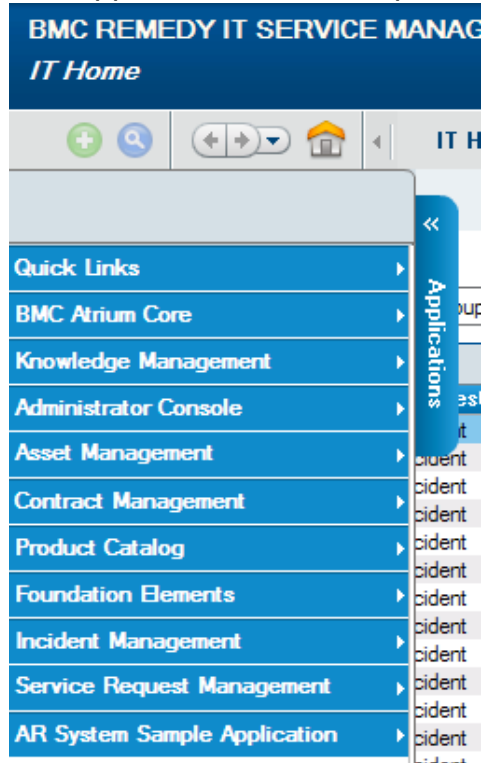 BMC REMEDY IT SERVICE MANAG
IT Home
IT H
Applications
Quick Links
BMC Atrium Core
oup
Knowledge Management
Administrator Console
Asset Management
cident
Contract Management
cident
cident
Product Catalog
cident
cident
Foundation Elements
cident
cident
Incident Management
cident
Service Request Management
cident
cident
AR System Sample Application
cident